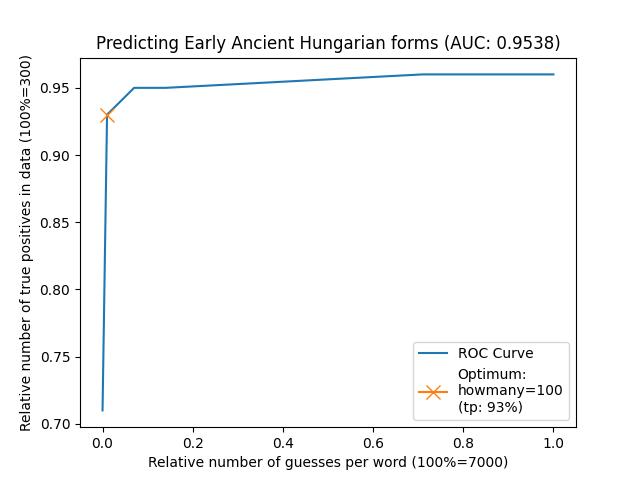 Predicting Early Ancient Hungarian forms (AUC: 0.9538)
Relative number of true positives in data (100%=300)
0.95
0.90
0.85
0.80
0.75
0.70
ROC Curve
Optimum:
howmany=100
(tp: 93%)
0.0 0.2 0.4 0.6 0.8 1.0
Relative number of guesses per word (100%=7000)